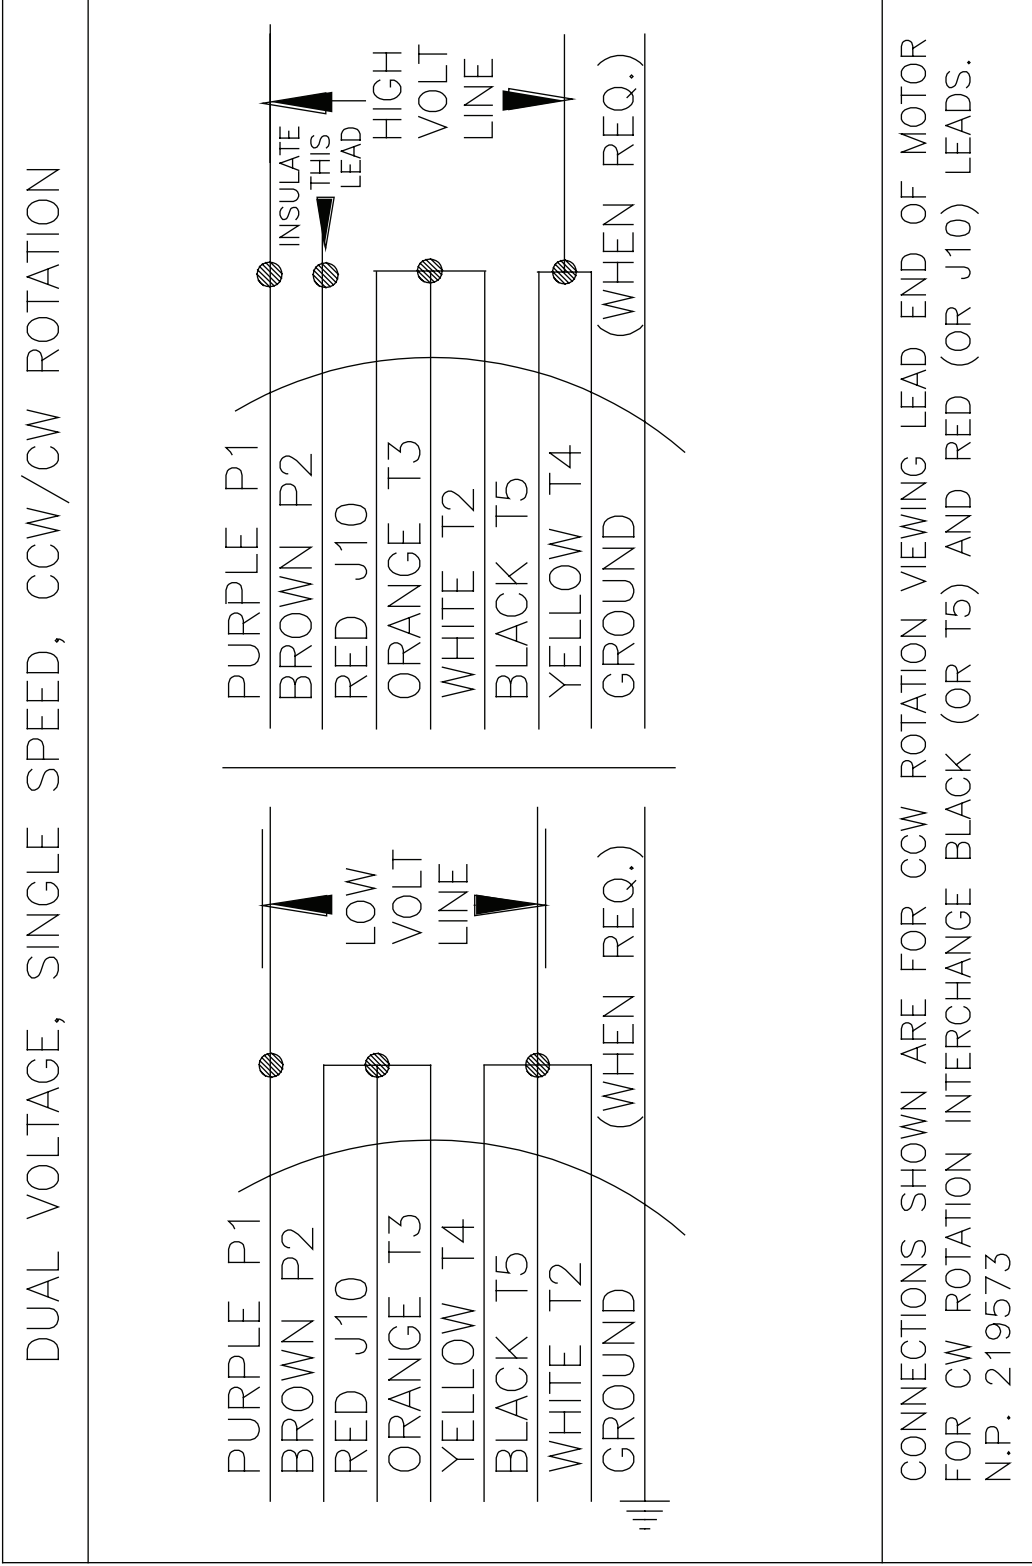 DUAL VOLTAGE, SINGLE SPEED, CCW/CW ROTATION
PURPLE P1
BROWN P2
RED J10
ORANGE T3
YELLOW T4
BLACK T5
WHITE T2
GROUND
(WHEN REQ.)
LOW
VOLT
LINE
PURPLE P1
BROWN P2
RED J10
ORANGE T3
WHITE T2
BLACK T5
YELLOW T4
GROUND
(WHEN REQ.)
INSULATE
THIS
LEAD
HIGH
VOLT
LINE
CONNECTIONS SHOWN ARE FOR CCW ROTATION VIEWING LEAD END OF MOTOR
FOR CW ROTATION INTERCHANGE BLACK (OR T5) AND RED (OR J10) LEADS.
N.P. 219573